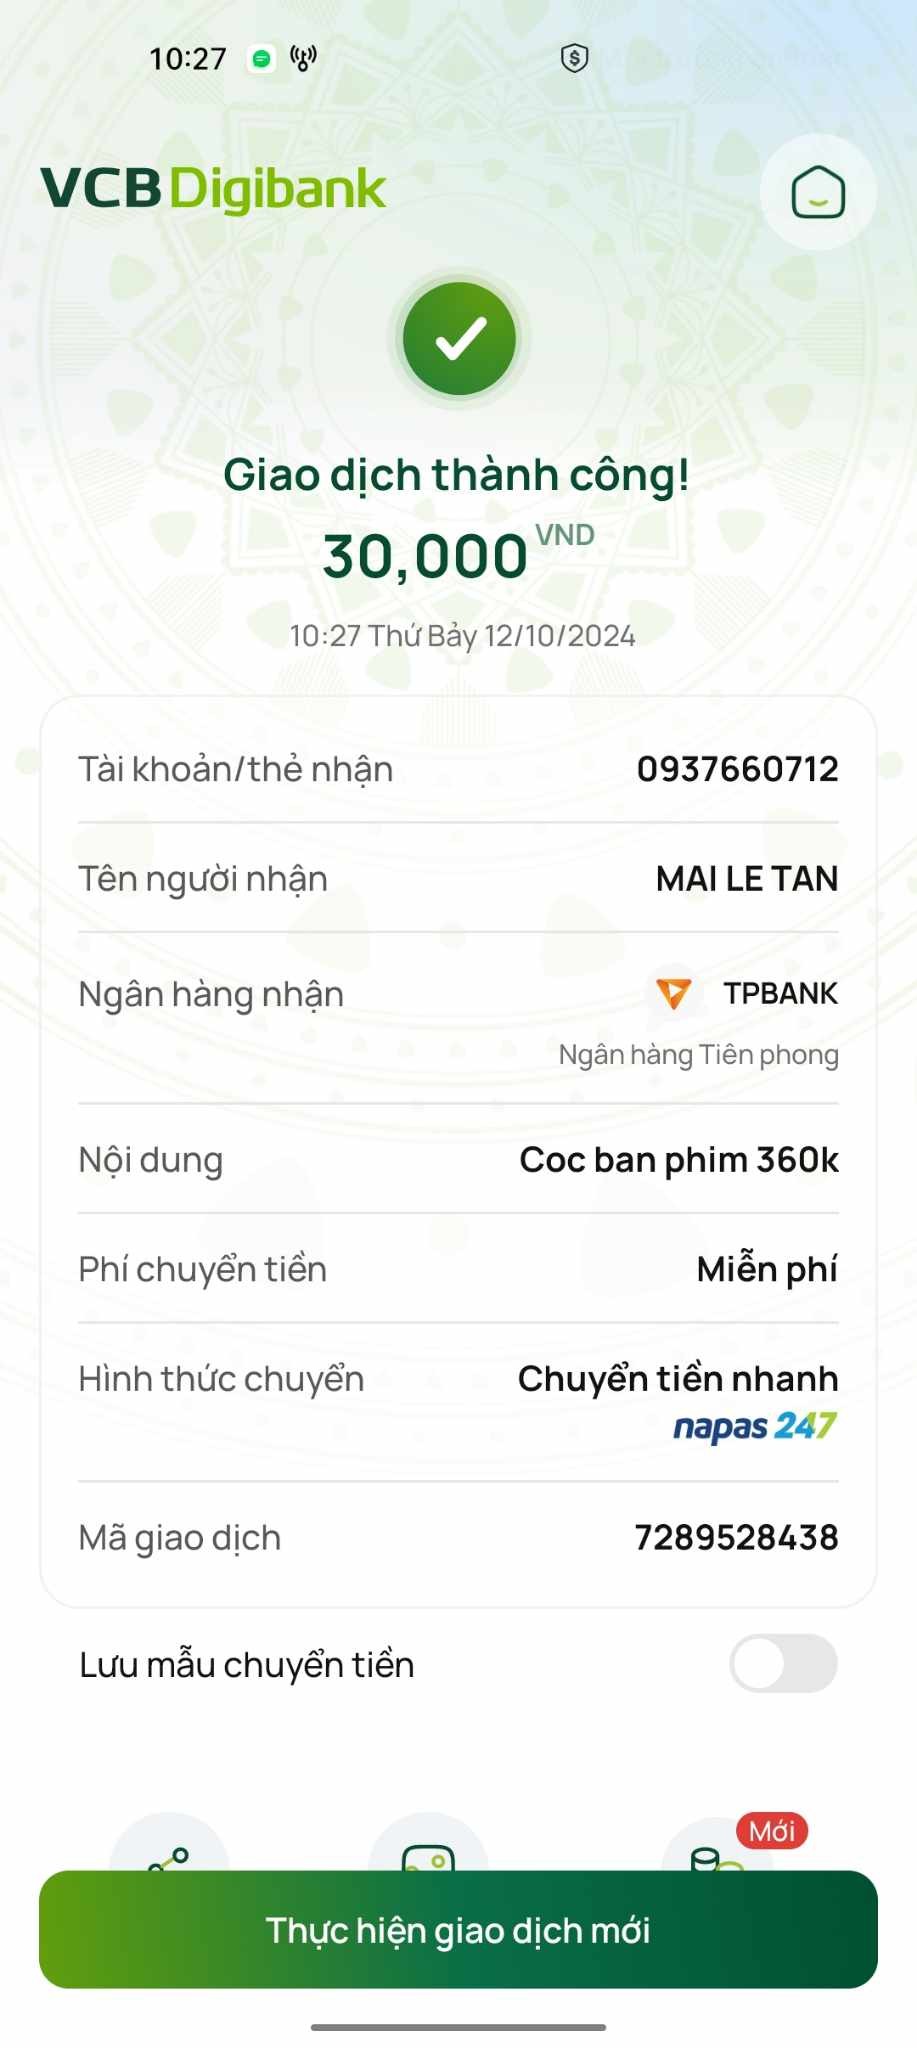 10:27
VCB Digibank
Giao dịch thành công!
30,000 VND
10:27 Thứ Bảy 12/10/2024
Tài khoản/thẻ nhận 0937660712
Tên người nhận MAI LE TAN
Ngân hàng nhận TPBANK
Ngân hàng Tiên phong
Nội dung Coc ban phim 360k
Phí chuyển tiền Miễn phí
Hình thức chuyển Chuyển tiền nhanh
napas 247
Mã giao dịch 7289528438
Lưu mẫu chuyển tiền
Mới
Thực hiện giao dịch mới